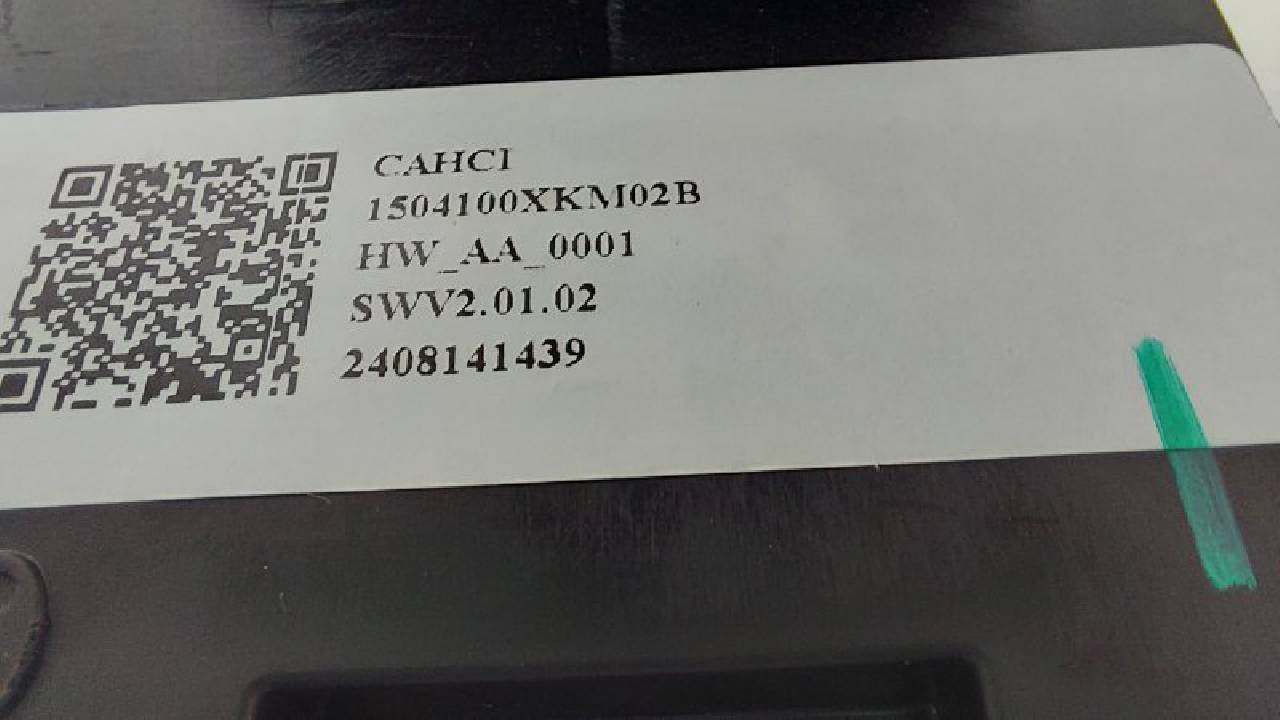 CAHCI
1504100XKM02B
HW_AA_0001
SWV2.01.02
2408141439